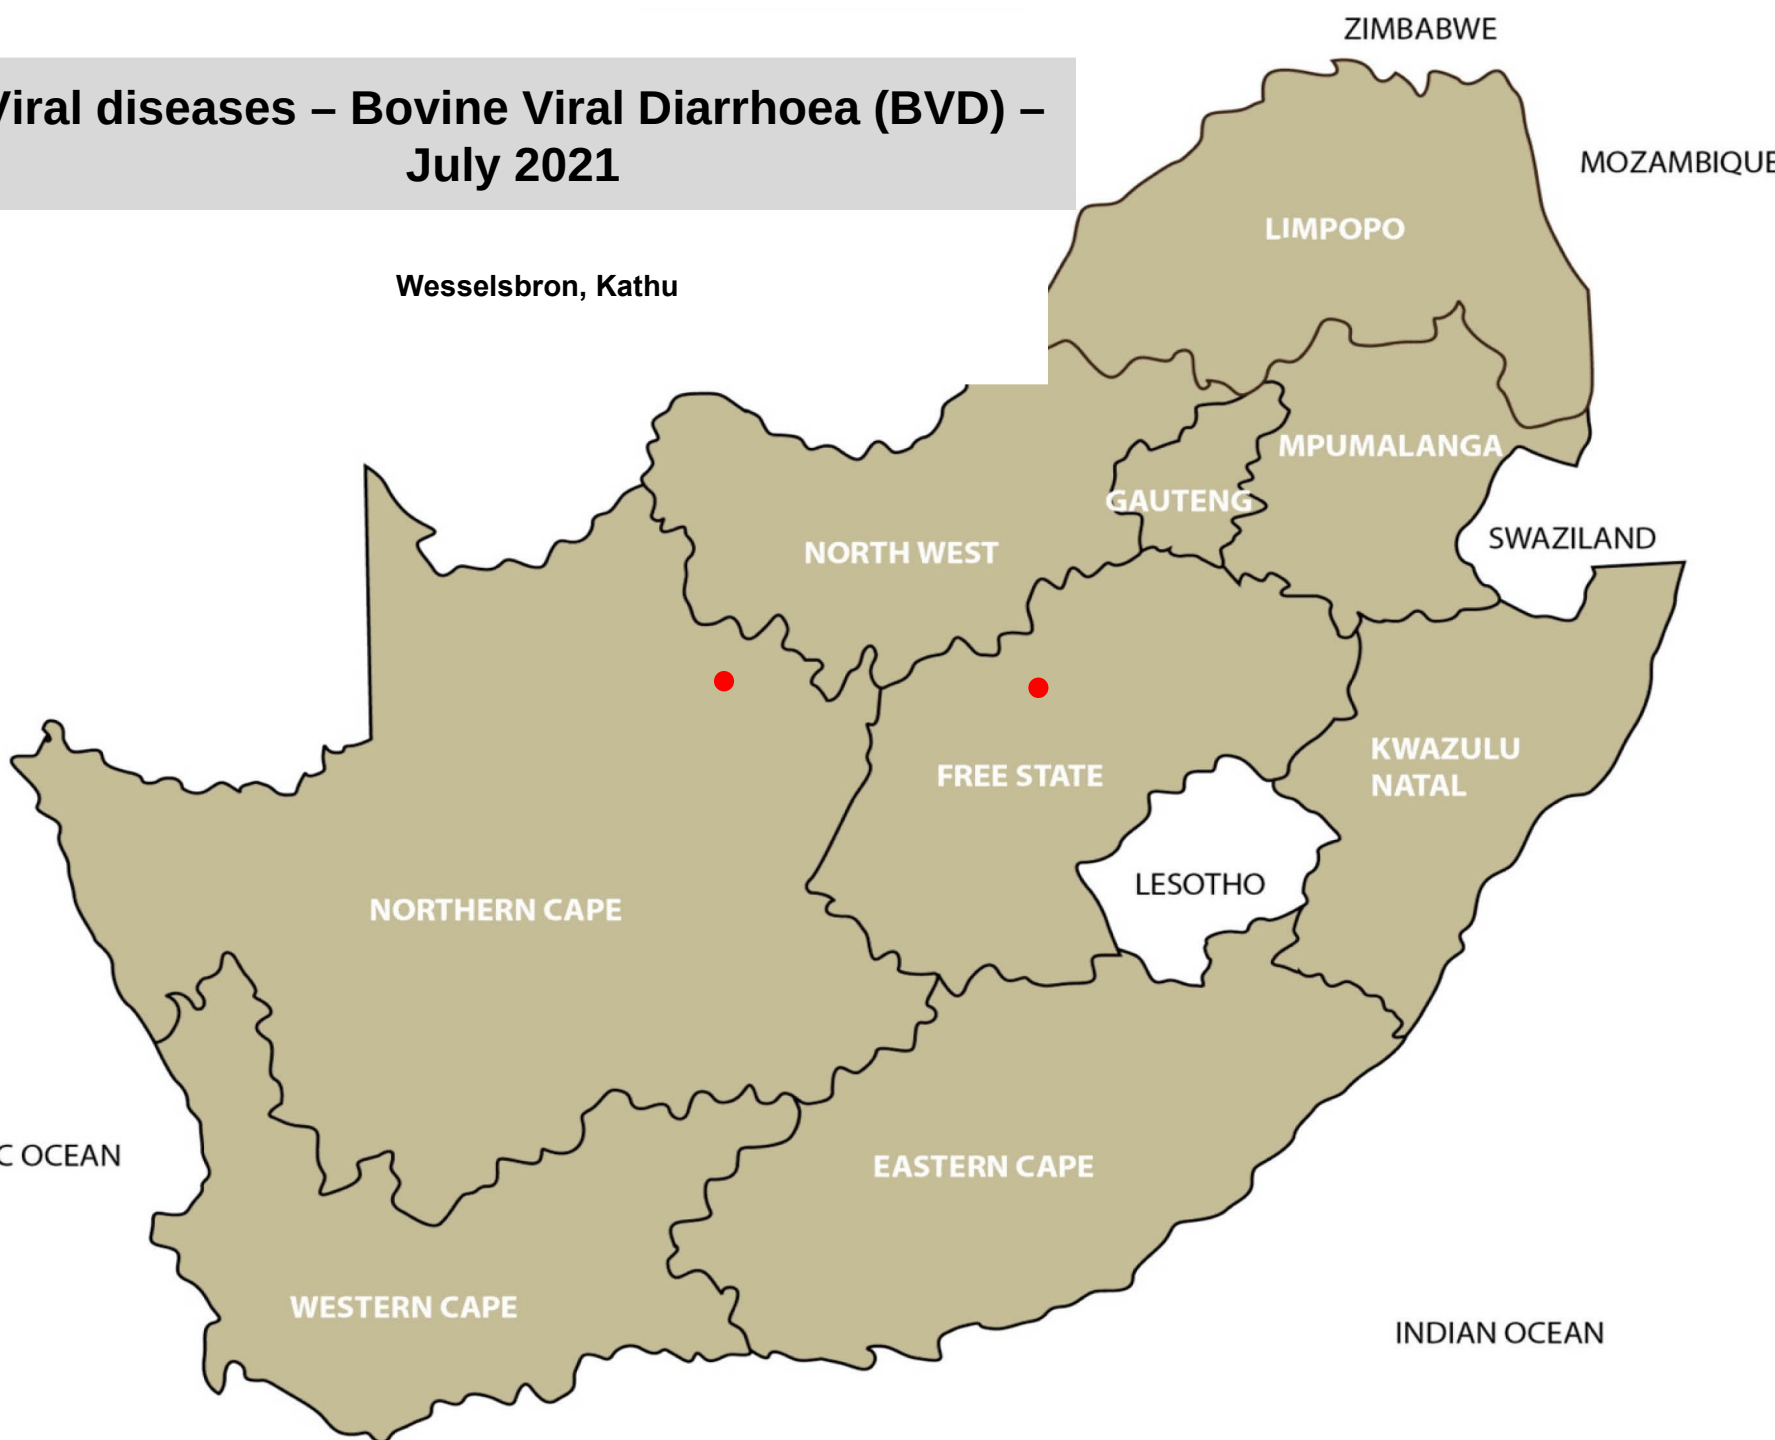 ZIMBABWE
Viral diseases – Bovine Viral Diarrhoea (BVD) –
July 2021
MOZAMBIQUE
LIMPOPO
Wesselsbron, Kathu
MPUMALANGA
GAUTENG
SWAZILAND
NORTH WEST
KWAZULU
NATAL
FREE STATE
LESOTHO
NORTHERN CAPE
C OCEAN
EASTERN CAPE
WESTERN CAPE
INDIAN OCEAN